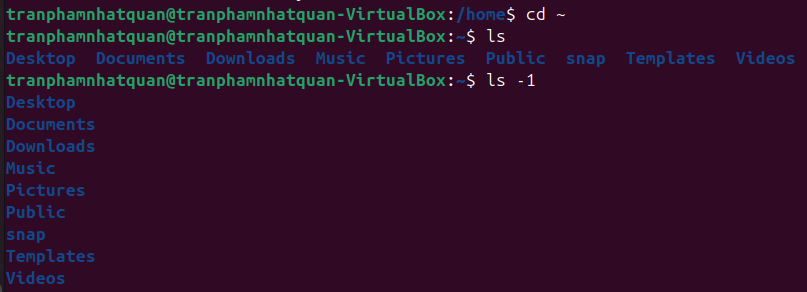 tranphamnhatquan@tranphamnhatquan-VirtualBox:/home$ cd ~
tranphamnhatquan@tranphamnhatquan-VirtualBox:~$ ls
Desktop  Documents  Downloads  Music  Pictures  Public  snap  Templates  Videos
tranphamnhatquan@tranphamnhatquan-VirtualBox:~$ ls -1
Desktop
Documents
Downloads
Music
Pictures
Public
snap
Templates
Videos